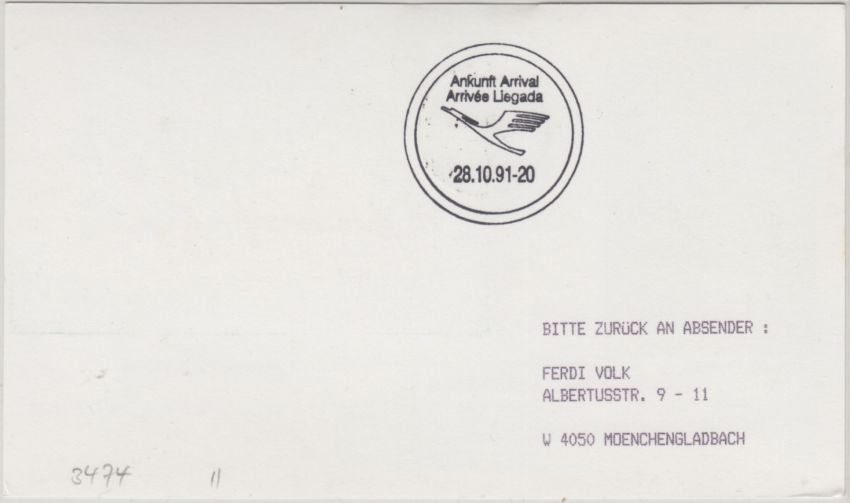 Ankunft Arrival
Arrivée Llegada
28.10.91-20
BITTE ZURÜCK AN ABSENDER :
FERDI VOLK
ALBERTUSSTR. 9 - 11
W 4050 MOENCHENGLADBACH
3474 11